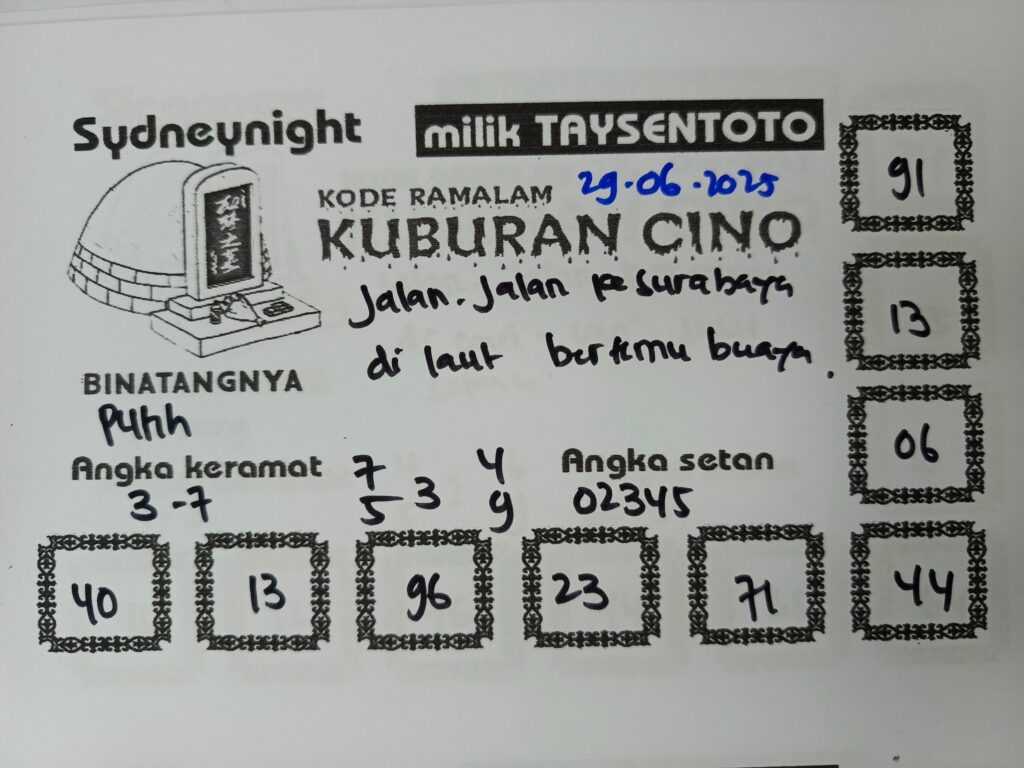 Sydneynight
milik TAYSENTOTO
KODE RAMALAM 29.06.2025
KUBURAN CINO
Jalan. Jalan ke Surabaya
di laut bertemu buaya.
BINATANGNYA
Angka keramat
3-7
7 4
5 3 9
Angka setan
02345
91
13
06
40
13
96
23
71
44